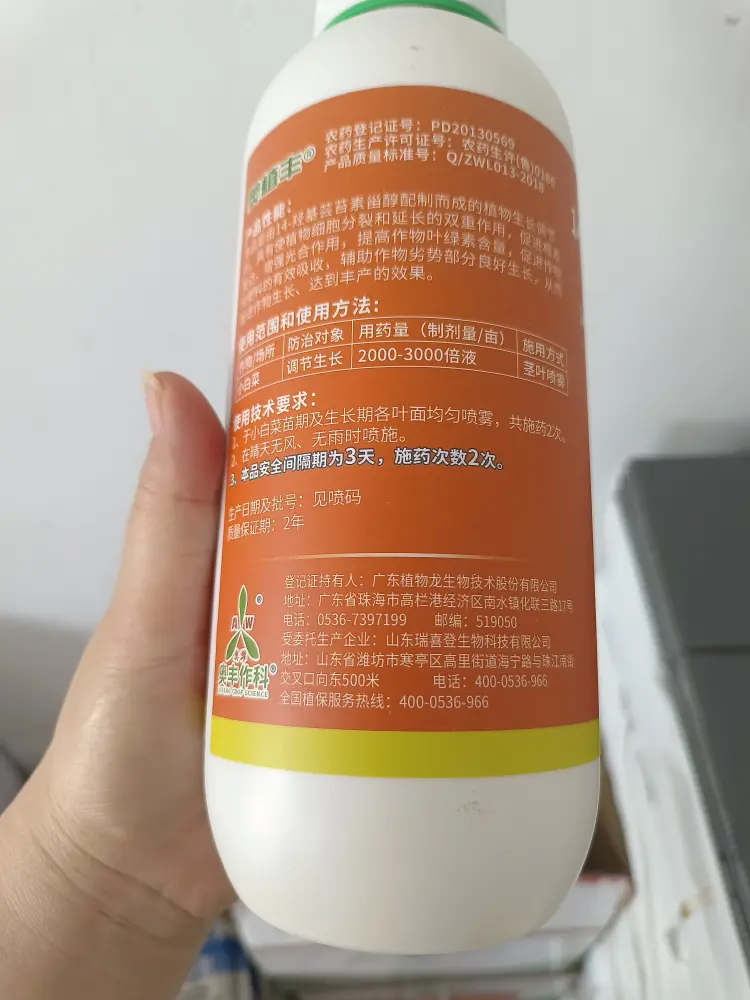 植丰®
农药登记证号：PD20130569
农药生产许可证号：农药生许(鲁)0186
产品质量标准号：Q/ZWL013-2018
产品性能：
用14-羟基芸苔素甾醇配制而成的植物生长调节
具有使植物细胞分裂和延长的双重作用，促进根系
增强光合作用，提高作物叶绿素含量，促进作物
肥料的有效吸收，辅助作物劣势部分良好生长，从而
作物生长、达到丰产的效果。
使用范围和使用方法：
作物/场所 防治对象 用药量（制剂量/亩） 施用方式
小白菜 调节生长 2000-3000倍液 茎叶喷雾
使用技术要求：
1、于小白菜苗期及生长期各叶面均匀喷雾，共施药2次。
2、在晴天无风、无雨时喷施。
3、本品安全间隔期为3天，施药次数2次。
生产日期及批号：见喷码
质量保证期：2年
登记证持有人：广东植物龙生物技术股份有限公司
地址：广东省珠海市高栏港经济区南水镇化联三路17号
电话：0536-7397199 邮编：519050
受委托生产企业：山东瑞喜登生物科技有限公司
地址：山东省潍坊市寒亭区高里街道海宁路与珠江南街
交叉口向东500米 电话：400-0536-966
全国植保服务热线：400-0536-966
A W
®
奥丰作科®
CROP SCIENCE